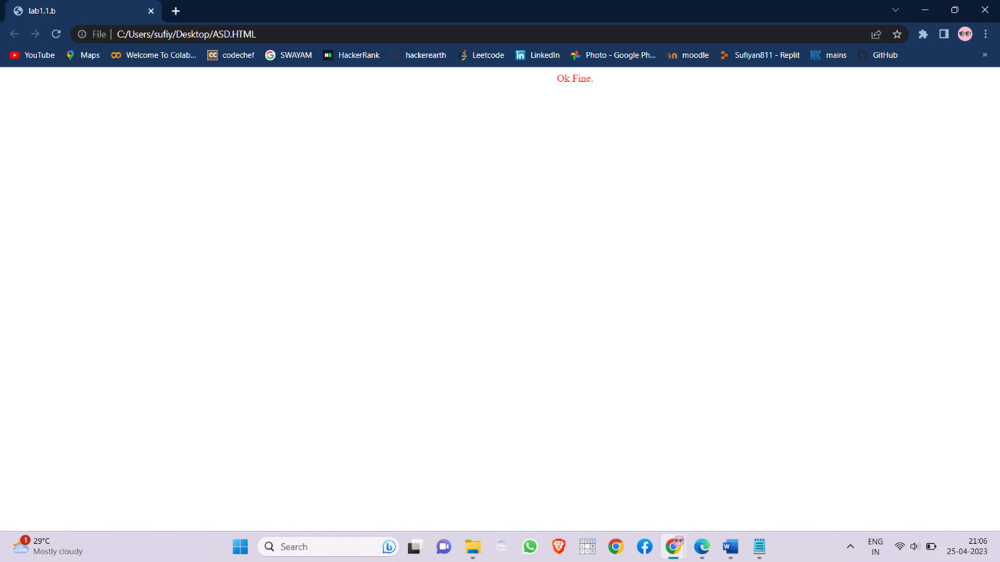 lab1.1.b
File C:/Users/sufiy/Desktop/ASD.HTML
YouTube Maps Welcome To Colab... CC codechef G SWAYAM HackerRank hackerearth Leetcode in LinkedIn Photo - Google Ph... moodle Sufiyan811 - Replit mains GitHub »
Ok Fine.
1 29°C
Mostly cloudy
Search
W
ENG
IN
21:06
25-04-2023